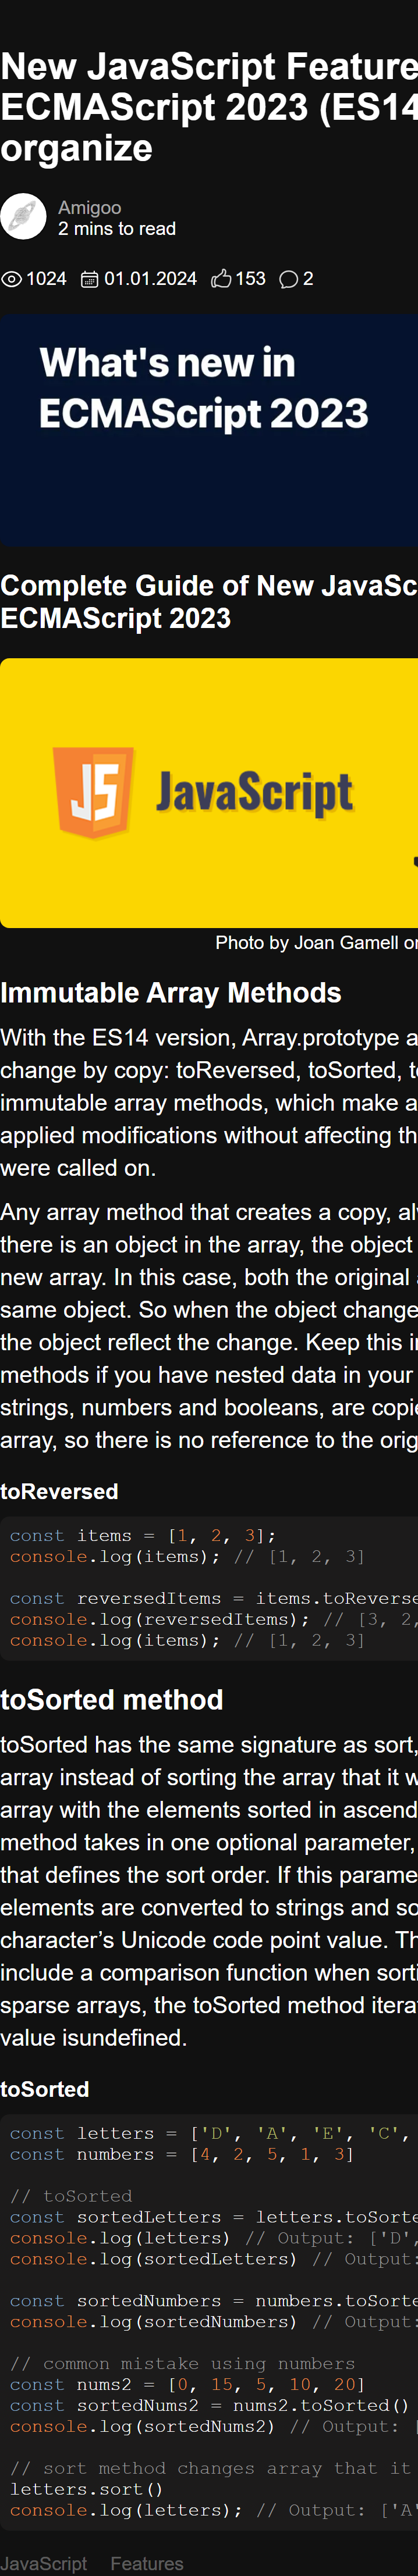 New JavaScript Feature
ECMAScript 2023 (ES14
organize
Amigoo
2 mins to read
1024 01.01.2024 153 2
What's new in
ECMAScript 2023
Complete Guide of New JavaSc
ECMAScript 2023
JS JavaScript
Photo by Joan Gamell or
Immutable Array Methods
With the ES14 version, Array.prototype a
change by copy: toReversed, toSorted, t
immutable array methods, which make a
applied modifications without affecting th
were called on.
Any array method that creates a copy, al
there is an object in the array, the object
new array. In this case, both the original
same object. So when the object change
the object reflect the change. Keep this i
methods if you have nested data in your
strings, numbers and booleans, are copi
array, so there is no reference to the orig
toReversed
const items = [1, 2, 3];
console.log(items); // [1, 2, 3]
const reversedItems = items.toReverse
console.log(reversedItems); // [3, 2,
console.log(items); // [1, 2, 3]
toSorted method
toSorted has the same signature as sort,
array instead of sorting the array that it w
array with the elements sorted in ascend
method takes in one optional parameter,
that defines the sort order. If this parame
elements are converted to strings and so
character’s Unicode code point value. Th
include a comparison function when sorti
sparse arrays, the toSorted method itera
value isundefined.
toSorted
const letters = ['D', 'A', 'E', 'C',
const numbers = [4, 2, 5, 1, 3]
// toSorted
const sortedLetters = letters.toSorte
console.log(letters) // Output: ['D',
console.log(sortedLetters) // Output:
const sortedNumbers = numbers.toSorte
console.log(sortedNumbers) // Output:
// common mistake using numbers
const nums2 = [0, 15, 5, 10, 20]
const sortedNums2 = nums2.toSorted()
console.log(sortedNums2) // Output: [
// sort method changes array that it
letters.sort()
console.log(letters); // Output: ['A'
JavaScript Features